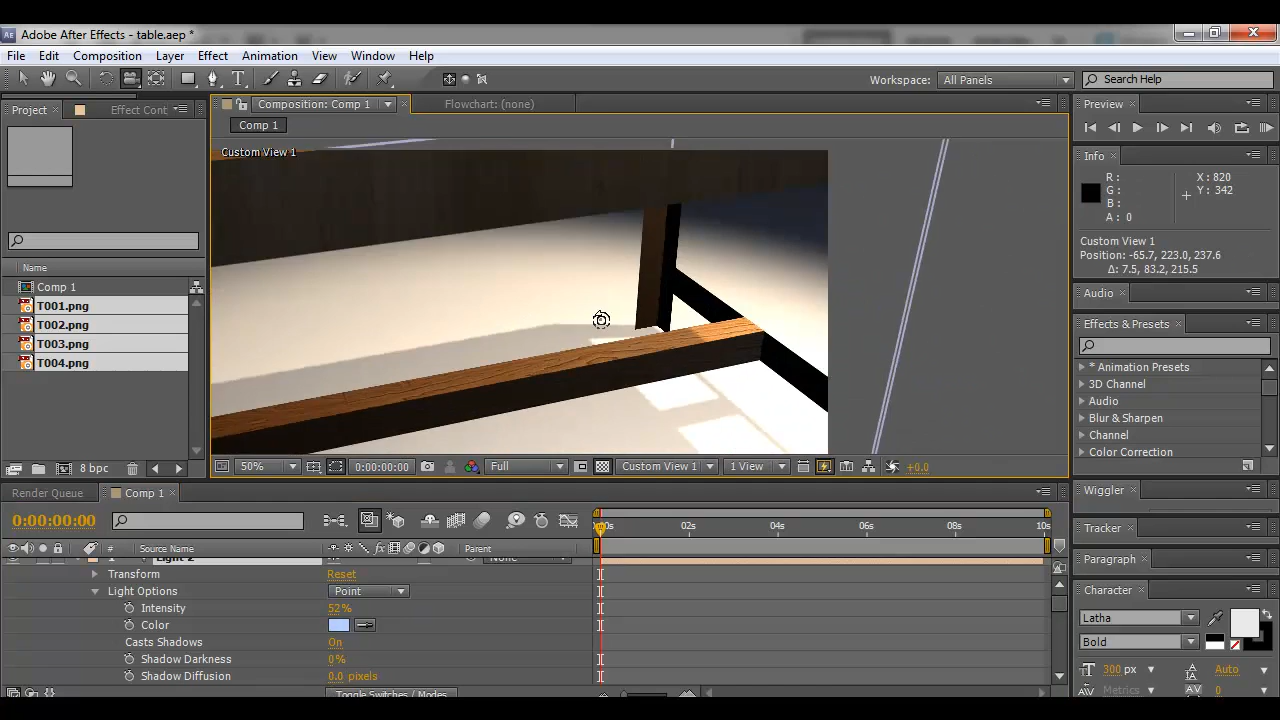 Adobe After Effects - table.aep *
File Edit Composition Layer Effect Animation View Window Help
Workspace: All Panels Search Help
Project Effect Cont
Composition: Comp 1
Flowchart: (none)
Comp 1
Custom View 1
Name
Comp 1
T001.png
T002.png
T003.png
T004.png
8 bpc
50% 0:00:00:00 Full Custom View 1 1 View +0.0
Preview
Info
R :
G :
B :
A : 0
X : 820
Y : 342
Custom View 1
Position: -65.7, 223.0, 237.6
Δ: 7.5, 83.2, 215.5
Audio
Effects & Presets
* Animation Presets
3D Channel
Audio
Blur & Sharpen
Channel
Color Correction
Wiggler
Tracker
Paragraph
Character
Latha
Bold
300 px Auto
Metrics 0
Render Queue Comp 1
0:00:00:00
02s 04s 06s 08s 10s
# Source Name Parent
Light 2 None
Transform Reset
Light Options Point
Intensity 52%
Color
Casts Shadows On
Shadow Darkness 0%
Shadow Diffusion 0.0 pixels
Toggle Switches / Modes